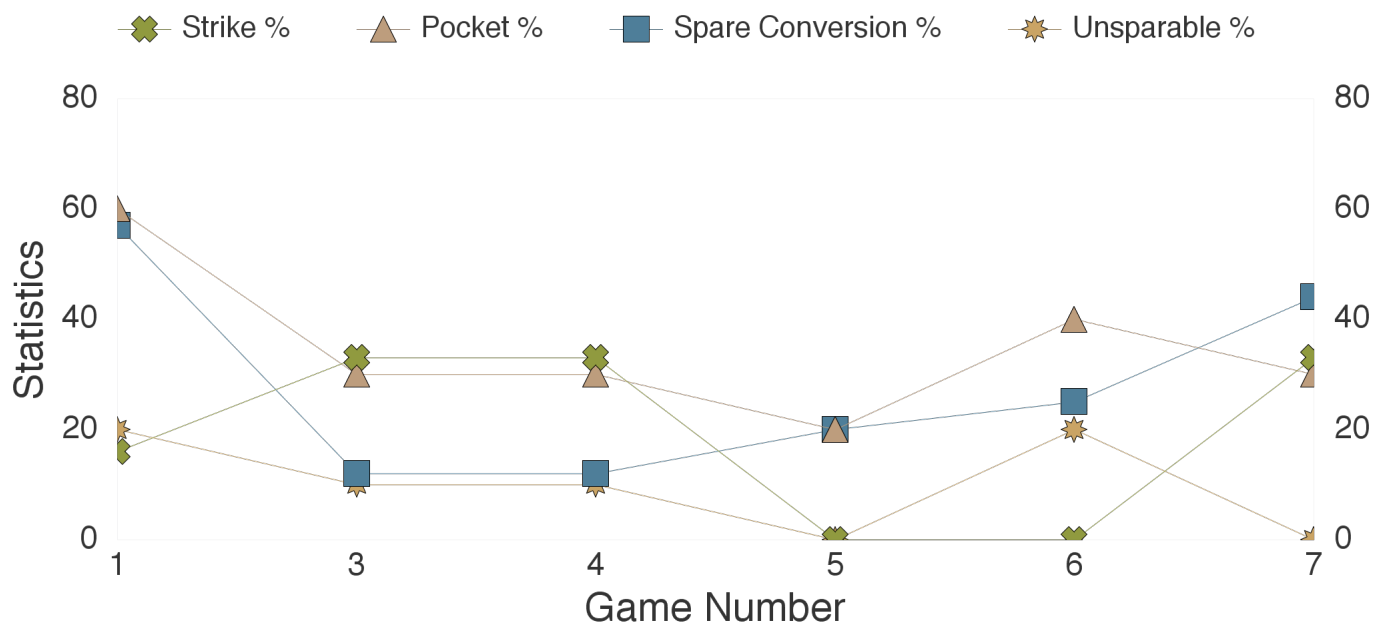 Strike % Pocket % Spare Conversion % Unsparable %
80 80
60 60
40 40
20 20
0 0
Statistics
1 3 4 5 6 7
Game Number